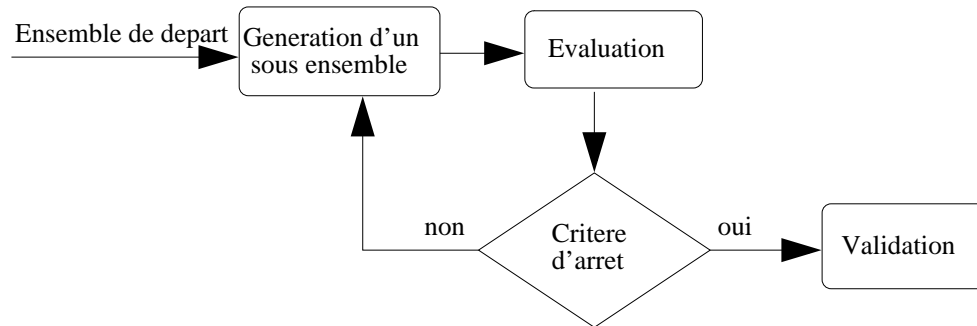 Ensemble de depart
Generation d'un
sous ensemble
Evaluation
non
Critere
d'arret
oui
Validation